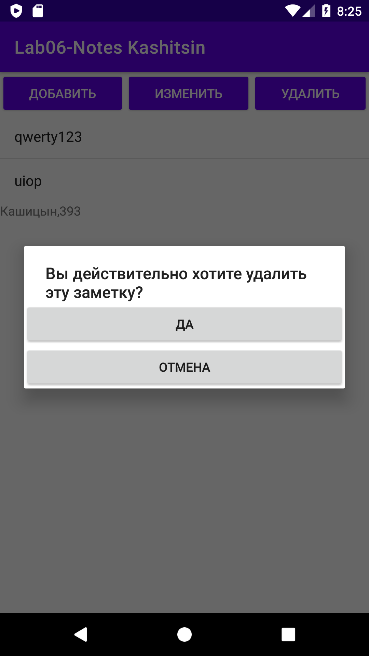 8:25
Lab06-Notes Kashitsin
ДОБАВИТЬ
ИЗМЕНИТЬ
УДАЛИТЬ
qwerty123
uiop
Кашицын,393
Вы действительно хотите удалить
эту заметку?
ДА
ОТМЕНА